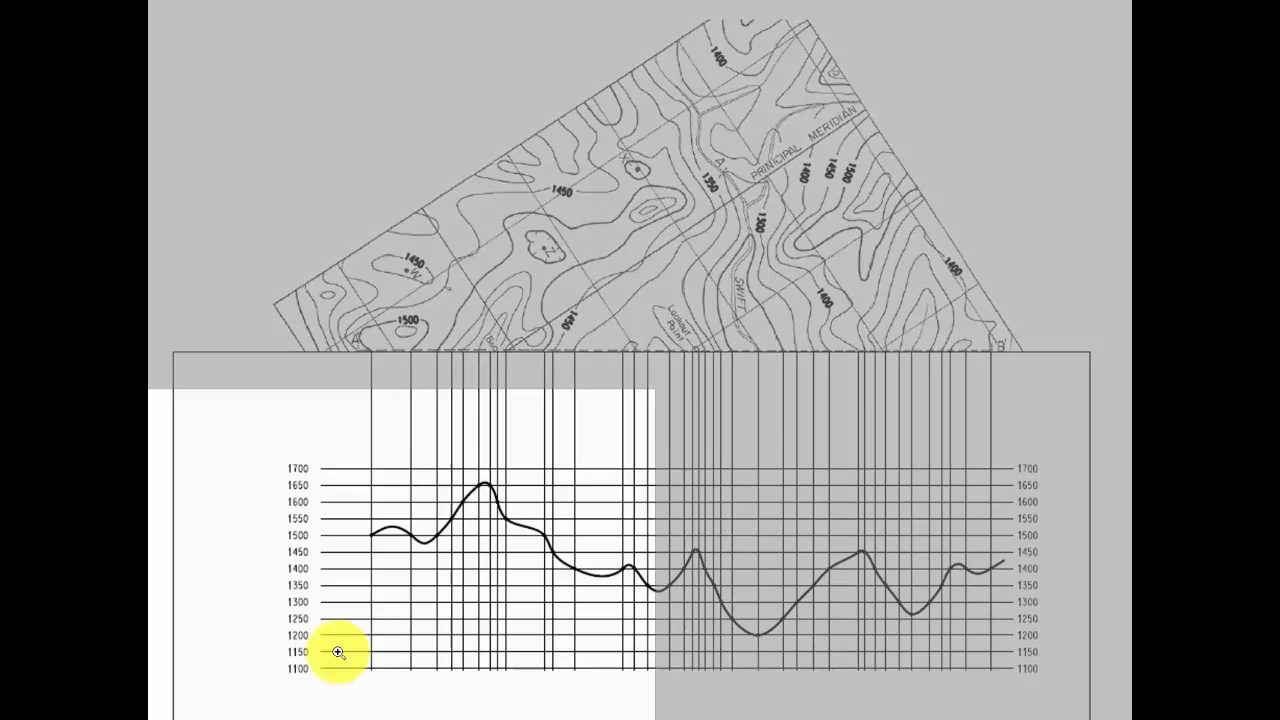 1400
PRINCIPAL MERIDIAN
1400
1450
1500
1350
1450
1300
1450
W
Z
X
1400
1400
SWIFT
1500
1450
Lookout
Point
A
B'
1700 1700
1650 1650
1600 1600
1550 1550
1500 1500
1450 1450
1400 1400
1350 1350
1300 1300
1250 1250
1200 1200
1150 1150
1100 1100